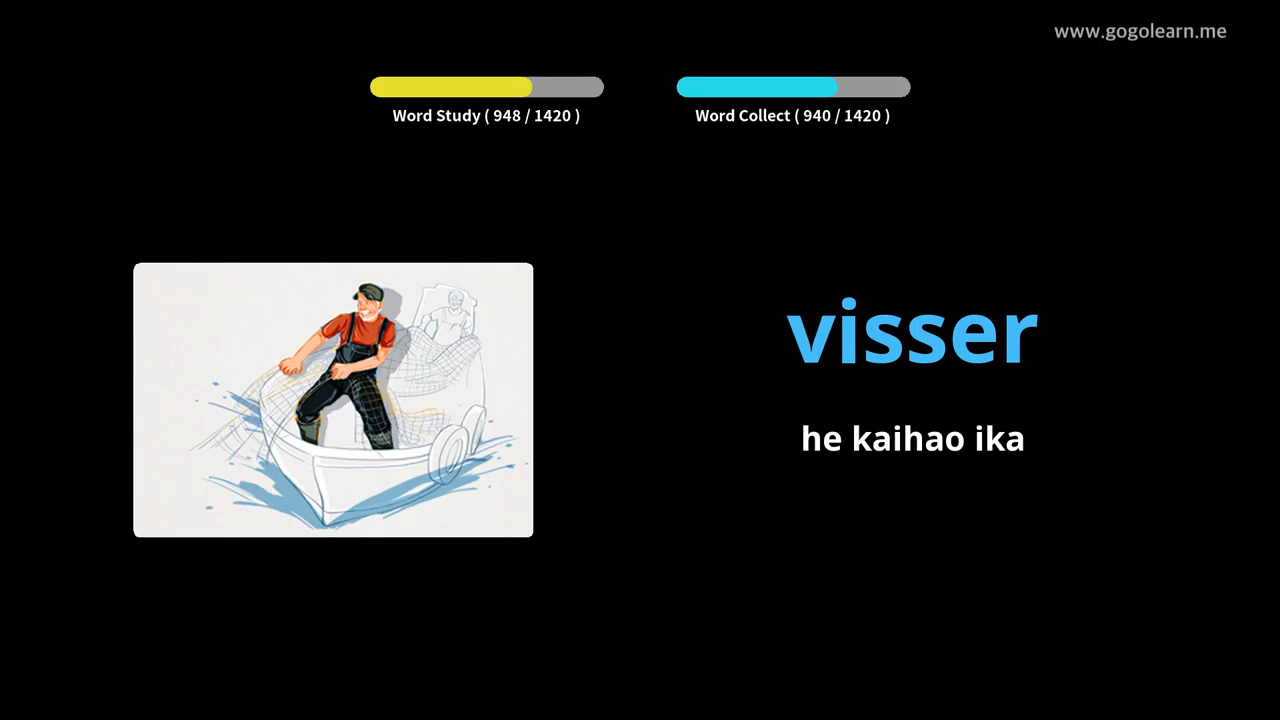 www.gogolearn.me
Word Study ( 948 / 1420 )
Word Collect ( 940 / 1420 )
visser
he kaihao ika